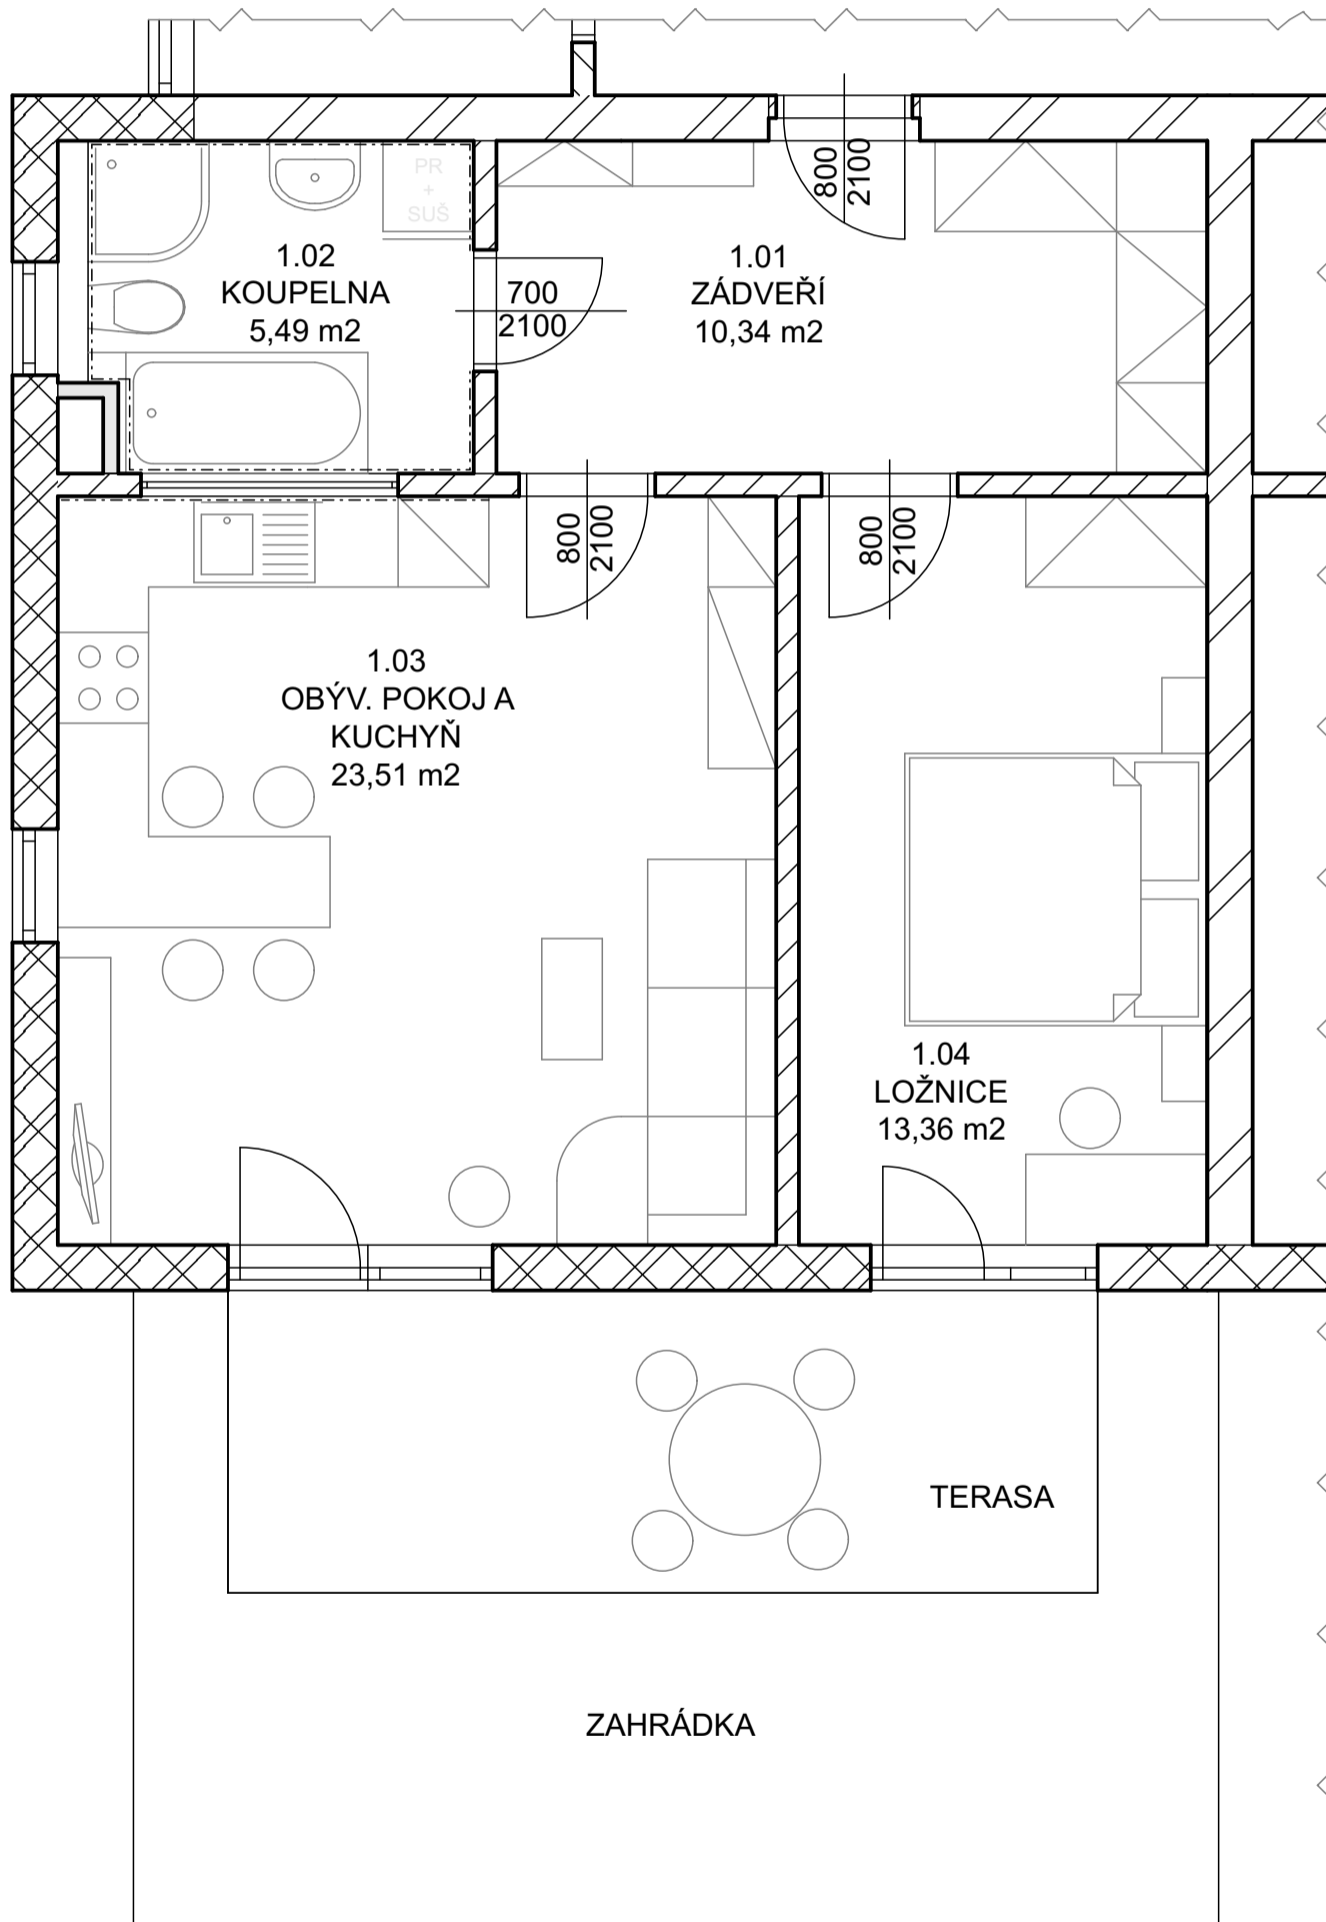 800
2100
PR
+
SUŠ
1.02
KOUPELNA
5,49 m2
700
2100
1.01
ZÁDVEŘÍ
10,34 m2
800
2100
800
2100
1.03
OBÝV. POKOJ A
KUCHYŇ
23,51 m2
1.04
LOŽNICE
13,36 m2
TERASA
ZAHRÁDKA